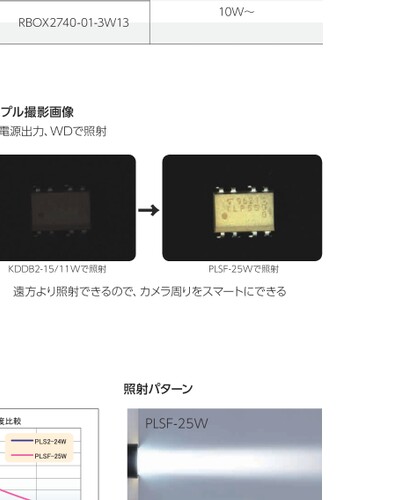 10W～
RBOX2740-01-3W13
プル撮影画像
電源出力、WDで照射
KDDB2-15/11Wで照射
PLSF-25Wで照射
遠方より照射できるので、カメラ周りをスマートにできる
照射パターン
度比較
PLS2-24W
PLSF-25W
PLSF-25W